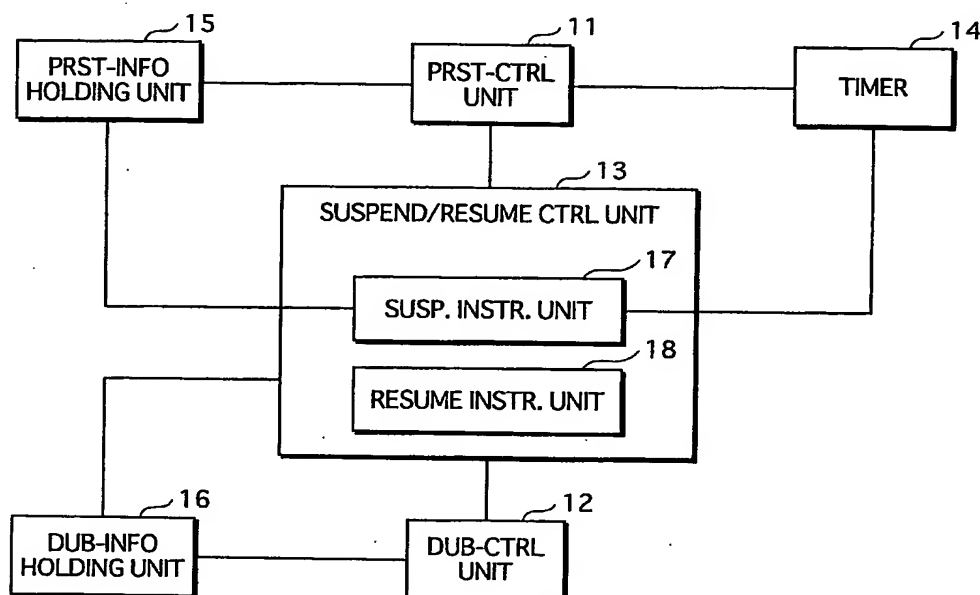 15
PRST-INFO
HOLDING UNIT
11
PRST-CTRL
UNIT
14
TIMER
13
SUSPEND/RESUME CTRL UNIT
17
SUSP. INSTR. UNIT
18
RESUME INSTR. UNIT
16
DUB-INFO
HOLDING UNIT
12
DUB-CTRL
UNIT